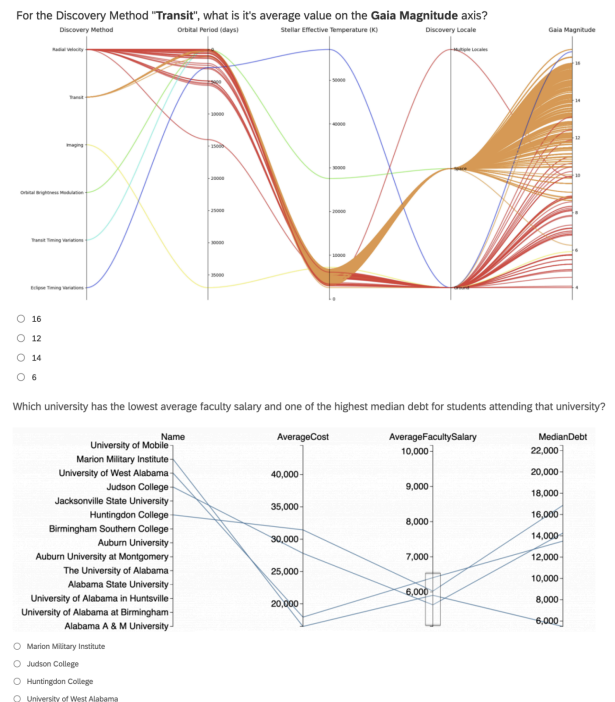 For the Discovery Method "Transit", what is it's average value on the Gaia Magnitude axis?
Discovery Method Orbital Period (days) Stellar Effective Temperature (K) Discovery Locale Gaia Magnitude
Radial Velocity
Transit
Imaging
Orbital Brightness Modulation
Transit Timing Variations
Eclipse Timing Variations
0
5000
10000
15000
20000
25000
30000
35000
50000
40000
30000
20000
10000
0
Multiple Locales
16
14
12
10
8
6
4
16
12
14
6
Which university has the lowest average faculty salary and one of the highest median debt for students attending that university?
Name AverageCost AverageFacultySalary MedianDebt
University of Mobile
Marion Military Institute
University of West Alabama
Judson College
Jacksonville State University
Huntingdon College
Birmingham Southern College
Auburn University
Auburn University at Montgomery
The University of Alabama
Alabama State University
University of Alabama in Huntsville
University of Alabama at Birmingham
Alabama A & M University
40,000
35,000
30,000
25,000
20,000
10,000
9,000
8,000
7,000
6,000
22,000
20,000
18,000
16,000
14,000
12,000
10,000
8,000
6,000
Marion Military Institute
Judson College
Huntingdon College
University of West Alabama